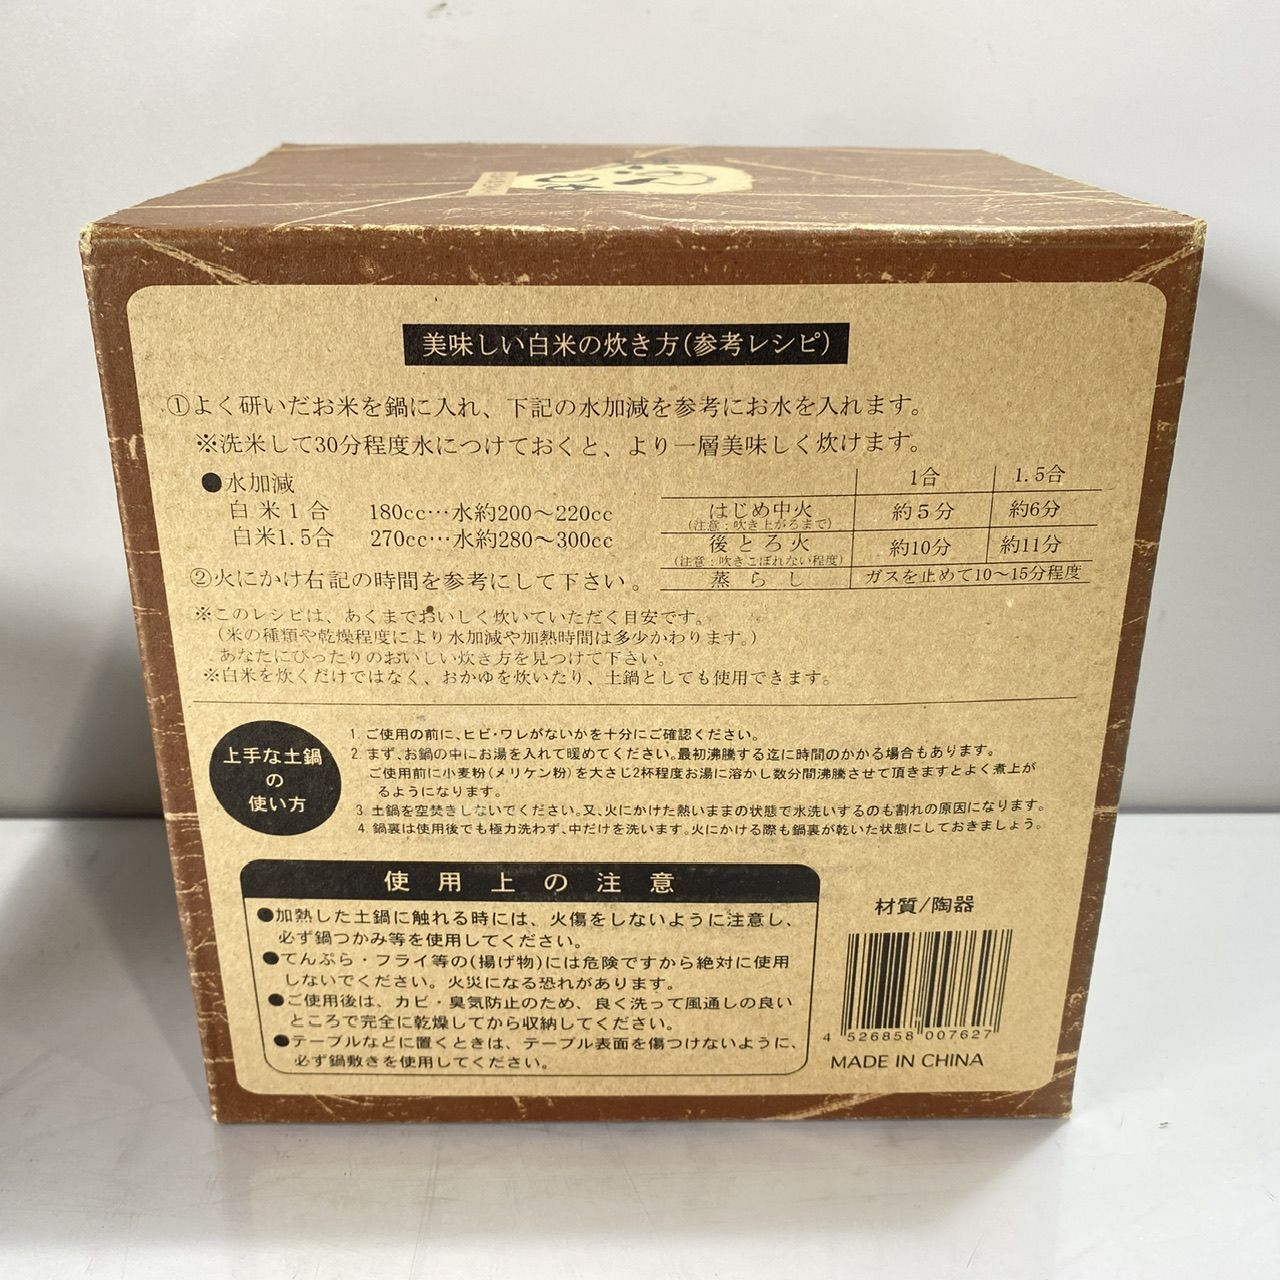 美味しい白米の炊き方(参考レシピ)
①よく研いだお米を鍋に入れ、下記の水加減を参考にお水を入れます。
※洗米して30分程度水につけておくと、より一層美味しく炊けます。
●水加減
白米1合 180cc…水約200〜220cc
白米1.5合 270cc…水約280〜300cc
②火にかけ右記の時間を参考にして下さい。
1合 1.5合
はじめ中火 約5分 約6分
(注意：吹き上がるまで)
後とろ火 約10分 約11分
(注意：吹きこぼれない程度)
蒸らし ガスを止めて10〜15分程度
※このレシピは、あくまでおいしく炊いていただく目安です。
(米の種類や乾燥程度により水加減や加熱時間は多少かわります。)
あなたにぴったりのおいしい炊き方を見つけて下さい。
※白米を炊くだけではなく、おかゆを炊いたり、土鍋としても使用できます。
上手な土鍋
の
使い方
1. ご使用の前に、ヒビ・ワレがないかを十分にご確認ください。
2. まず、お鍋の中にお湯を入れて暖めてください。最初沸騰する迄に時間のかかる場合もあります。
ご使用前に小麦粉(メリケン粉)を大さじ2杯程度お湯に溶かし数分間沸騰させて頂きますとよく煮上が
るようになります。
3. 土鍋を空焚きしないでください。又、火にかけた熱いままの状態で水洗いするのも割れの原因になります。
4. 鍋裏は使用後でも極力洗わず、中だけを洗います。火にかける際も鍋裏が乾いた状態にしておきましょう。
使用上の注意
●加熱した土鍋に触れる時には、火傷をしないように注意し、
必ず鍋つかみ等を使用してください。
●てんぷら・フライ等の(揚げ物)には危険ですから絶対に使用
しないでください。火災になる恐れがあります。
●ご使用後は、カビ・臭気防止のため、良く洗って風通しの良い
ところで完全に乾燥してから収納してください。
●テーブルなどに置くときは、テーブル表面を傷つけないように、
必ず鍋敷きを使用してください。
材質/陶器
4 526858 007627
MADE IN CHINA